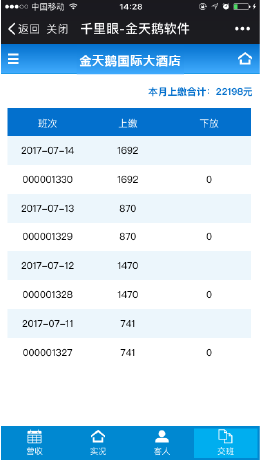 中国移动 14:28
返回 关闭 千里眼-金天鹅软件
金天鹅国际大酒店
本月上缴合计：22198元
班次 上缴 下放
2017-07-14 1692
000001330 1692 0
2017-07-13 870
000001329 870 0
2017-07-12 1470
000001328 1470 0
2017-07-11 741
000001327 741 0
营收 实况 客人 交班